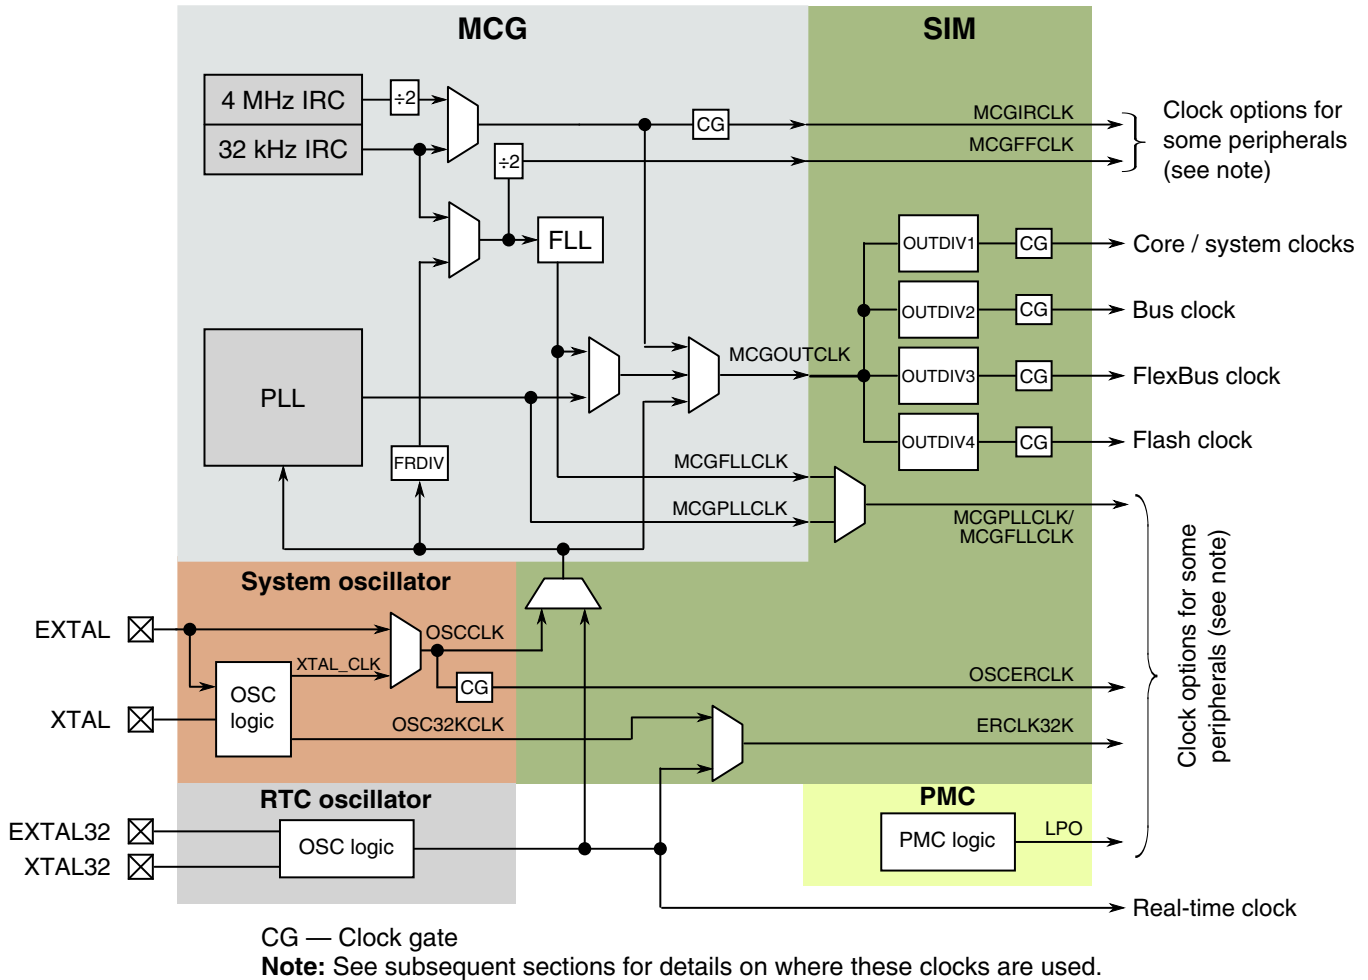 MCG
SIM
4 MHz IRC
÷2
32 kHz IRC
CG
MCGIRCLK
MCGFFCLK
÷2
Clock options for
some peripherals
(see note)
FLL
OUTDIV1
CG
Core / system clocks
OUTDIV2
CG
Bus clock
PLL
MCGOUTCLK
OUTDIV3
CG
FlexBus clock
OUTDIV4
CG
Flash clock
FRDIV
MCGFLLCLK
MCGPLLCLK
MCGPLLCLK/
MCGFLLCLK
Clock options for some
peripherals (see note)
System oscillator
EXTAL
OSCCLK
XTAL_CLK
OSC
logic
CG
OSCERCLK
XTAL
OSC32KCLK
ERCLK32K
RTC oscillator
PMC
EXTAL32
XTAL32
OSC logic
PMC logic
LPO
Real-time clock
CG — Clock gate
Note: See subsequent sections for details on where these clocks are used.